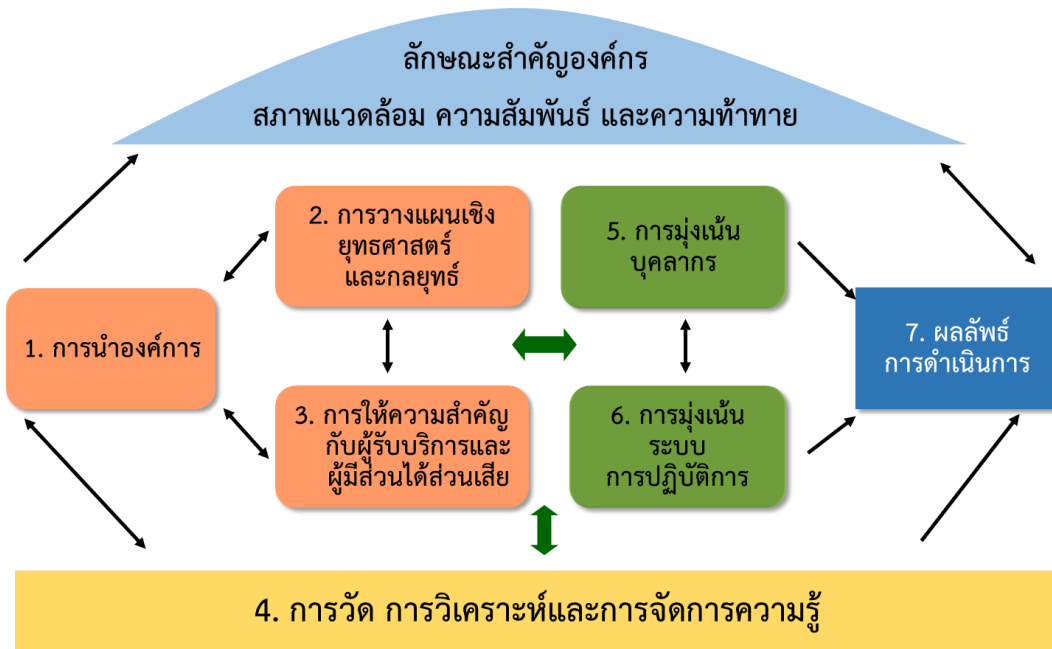 ลักษณะสำคัญองค์กร
สภาพแวดล้อม ความสัมพันธ์ และความท้าทาย
2. การวางแผนเชิง
ยุทธศาสตร์
และกลยุทธ์
5. การมุ่งเน้น
บุคลากร
1. การนำองค์การ
7. ผลลัพธ์
การดำเนินการ
3. การให้ความสำคัญ
กับผู้รับบริการและ
ผู้มีส่วนได้ส่วนเสีย
6. การมุ่งเน้น
ระบบ
การปฏิบัติการ
4. การวัด การวิเคราะห์และการจัดการความรู้